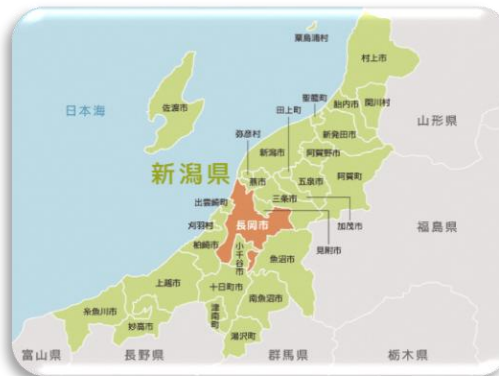 粟島浦村
村上市
日本海
佐渡市
聖籠町
胎内市
関川村
田上町
山形県
新発田市
弥彦村
新潟市
阿賀野市
新潟県
燕市
五泉市
阿賀町
三条市
出雲崎町
長岡市
加茂市
福島県
刈羽村
見附市
柏崎市
小千谷市
魚沼市
上越市
十日町市
南魚沼市
糸魚川市
津南町
妙高市
湯沢町
富山県
長野県
群馬県
栃木県